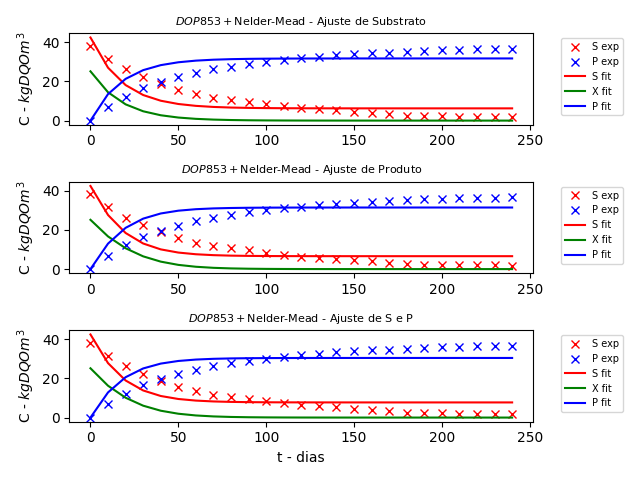 DOP853 + Nelder-Mead - Ajuste de Substrato
C - kgDQOm³
40
20
0
0 50 100 150 200 250
S exp
P exp
S fit
X fit
P fit
DOP853 + Nelder-Mead - Ajuste de Produto
C - kgDQOm³
40
20
0
0 50 100 150 200 250
S exp
P exp
S fit
X fit
P fit
DOP853 + Nelder-Mead - Ajuste de S e P
C - kgDQOm³
40
20
0
0 50 100 150 200 250
t - dias
S exp
P exp
S fit
X fit
P fit